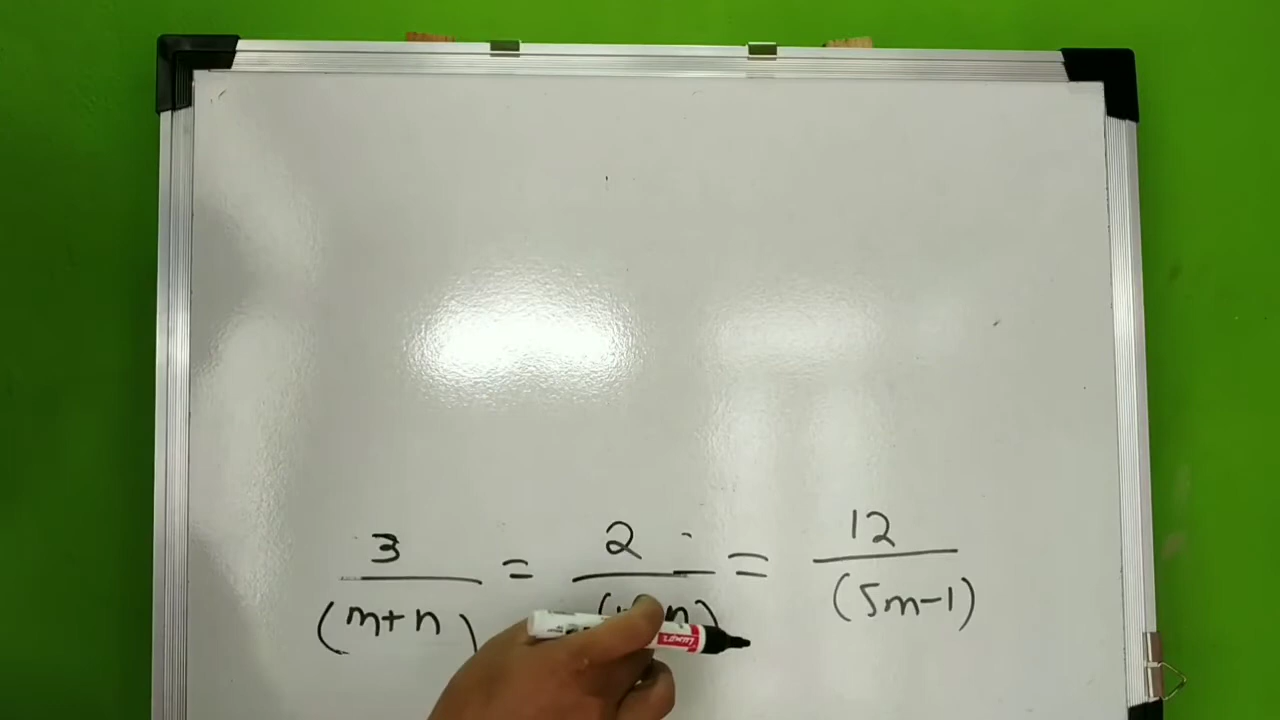 3 = 2 = 12
(m+n) ( n) (5m-1)